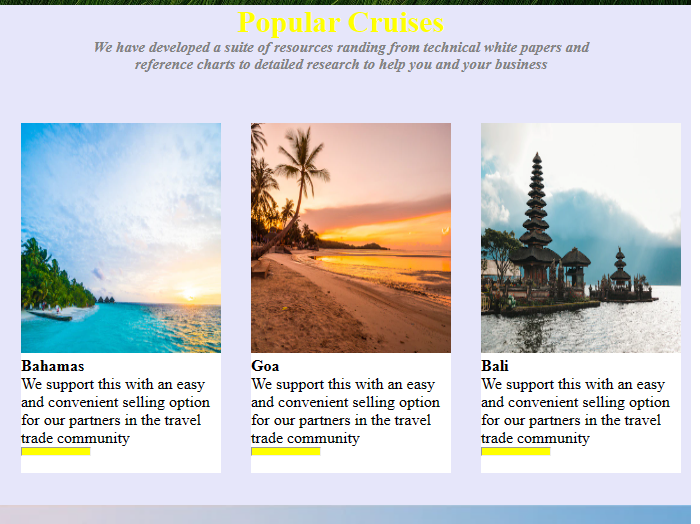 Popular Cruises
We have developed a suite of resources randing from technical white papers and
reference charts to detailed research to help you and your business
Bahamas
We support this with an easy
and convenient selling option
for our partners in the travel
trade community
Goa
We support this with an easy
and convenient selling option
for our partners in the travel
trade community
Bali
We support this with an easy
and convenient selling option
for our partners in the travel
trade community